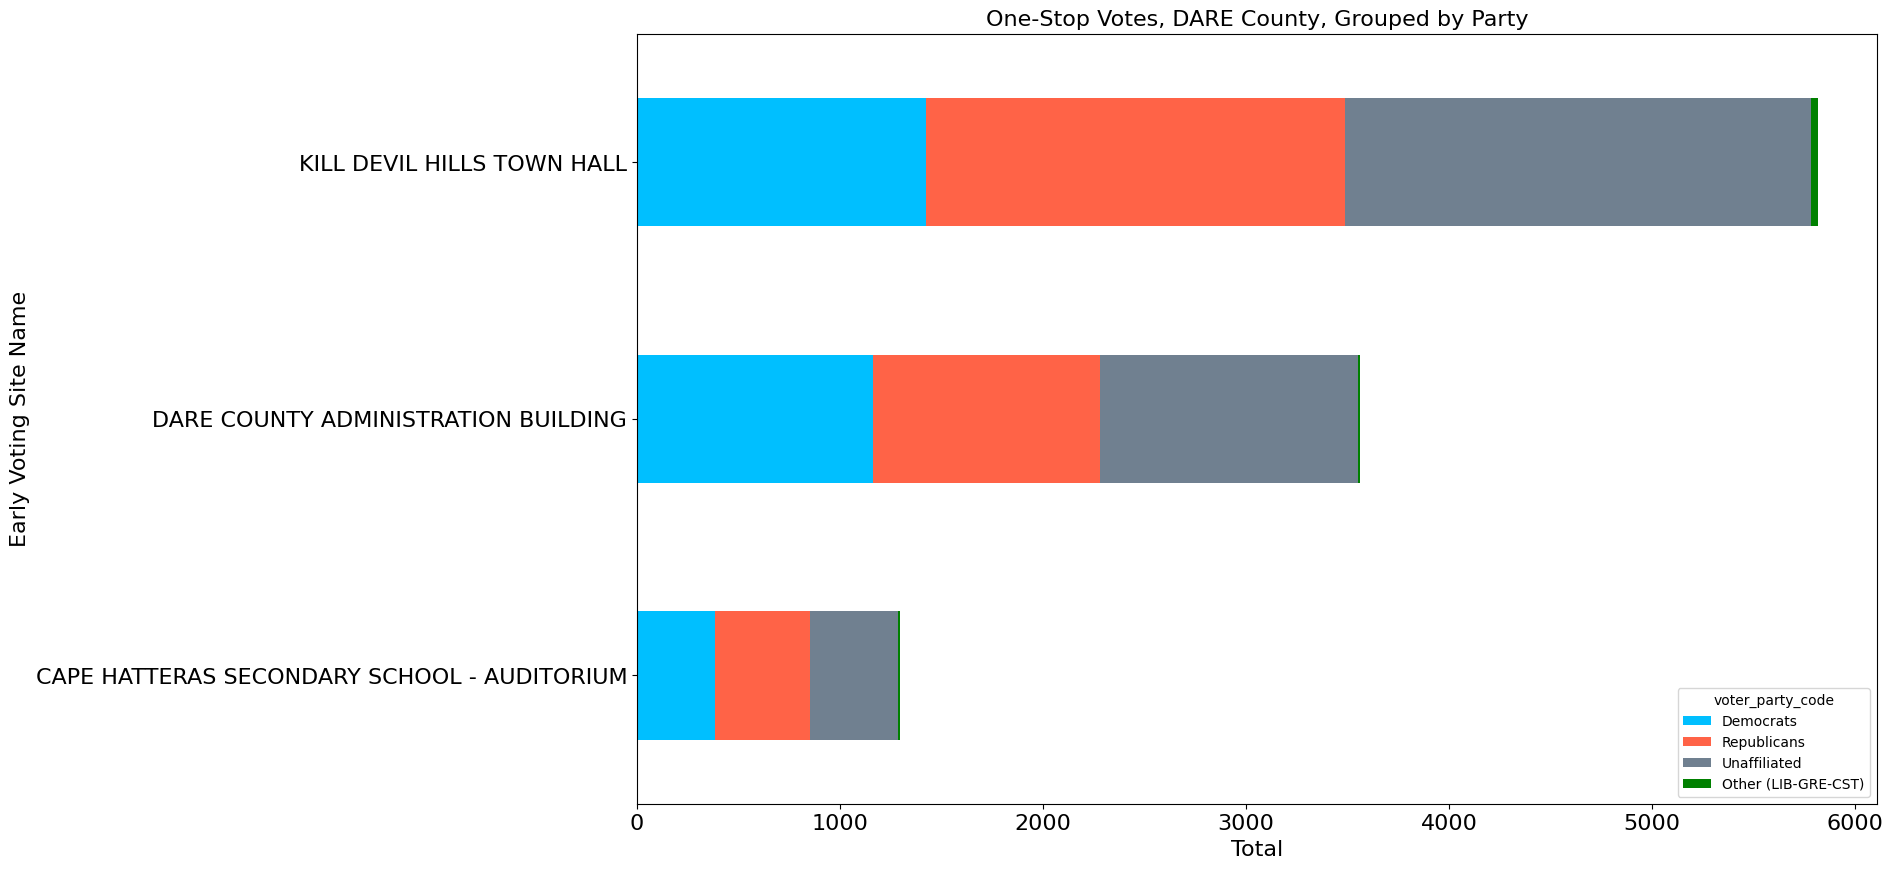 One-Stop Votes, DARE County, Grouped by Party
Early Voting Site Name
KILL DEVIL HILLS TOWN HALL
DARE COUNTY ADMINISTRATION BUILDING
CAPE HATTERAS SECONDARY SCHOOL - AUDITORIUM
voter_party_code
Democrats
Republicans
Unaffiliated
Other (LIB-GRE-CST)
0 1000 2000 3000 4000 5000 6000
Total